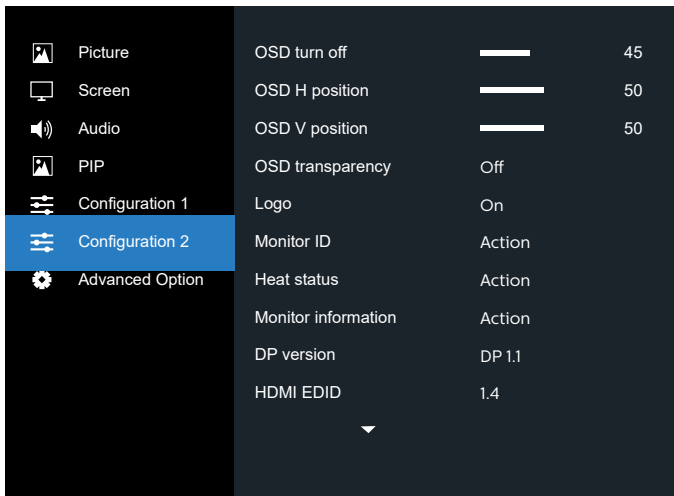 Picture
Screen
Audio
PIP
Configuration 1
Configuration 2
Advanced Option
OSD turn off 45
OSD H position 50
OSD V position 50
OSD transparency Off
Logo On
Monitor ID Action
Heat status Action
Monitor information Action
DP version DP 1.1
HDMI EDID 1.4